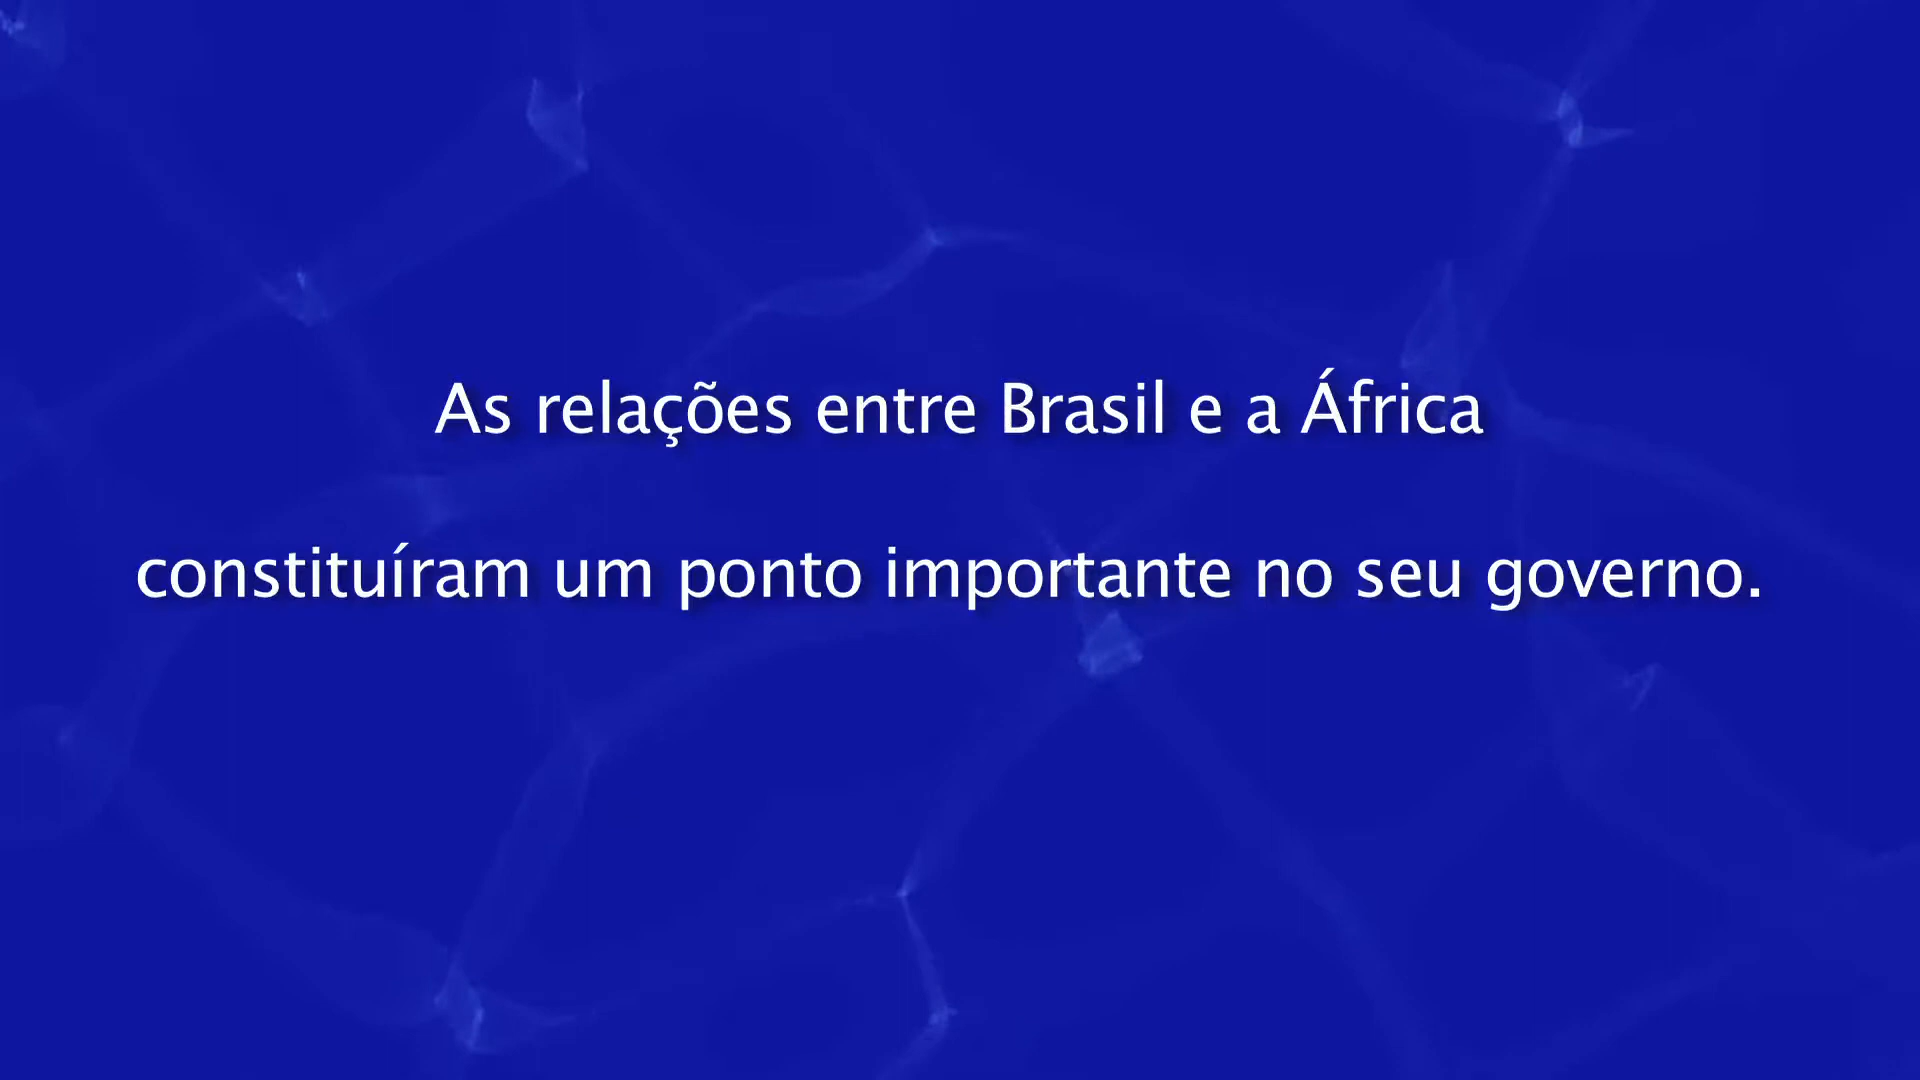 As relações entre Brasil e a África
constituíram um ponto importante no seu governo.